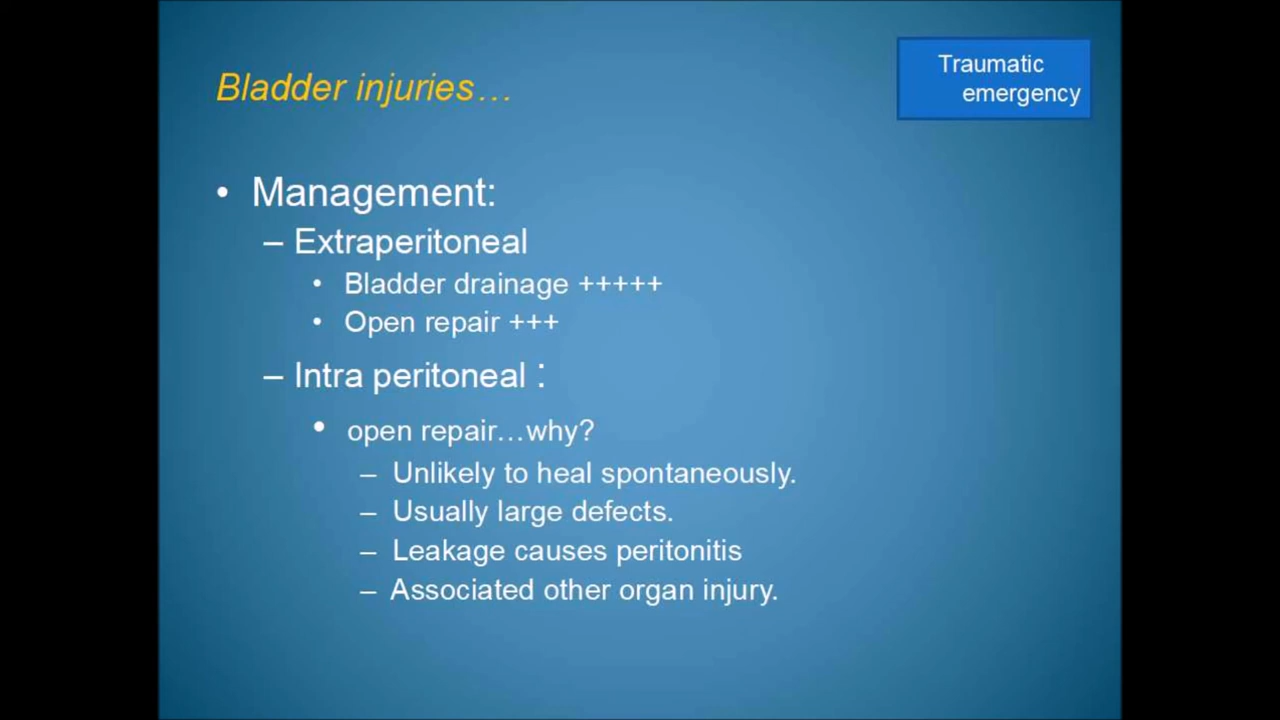 Bladder injuries…
Traumatic
emergency
• Management:
– Extraperitoneal
• Bladder drainage +++++
• Open repair +++
– Intra peritoneal :
• open repair…why?
– Unlikely to heal spontaneously.
– Usually large defects.
– Leakage causes peritonitis
– Associated other organ injury.